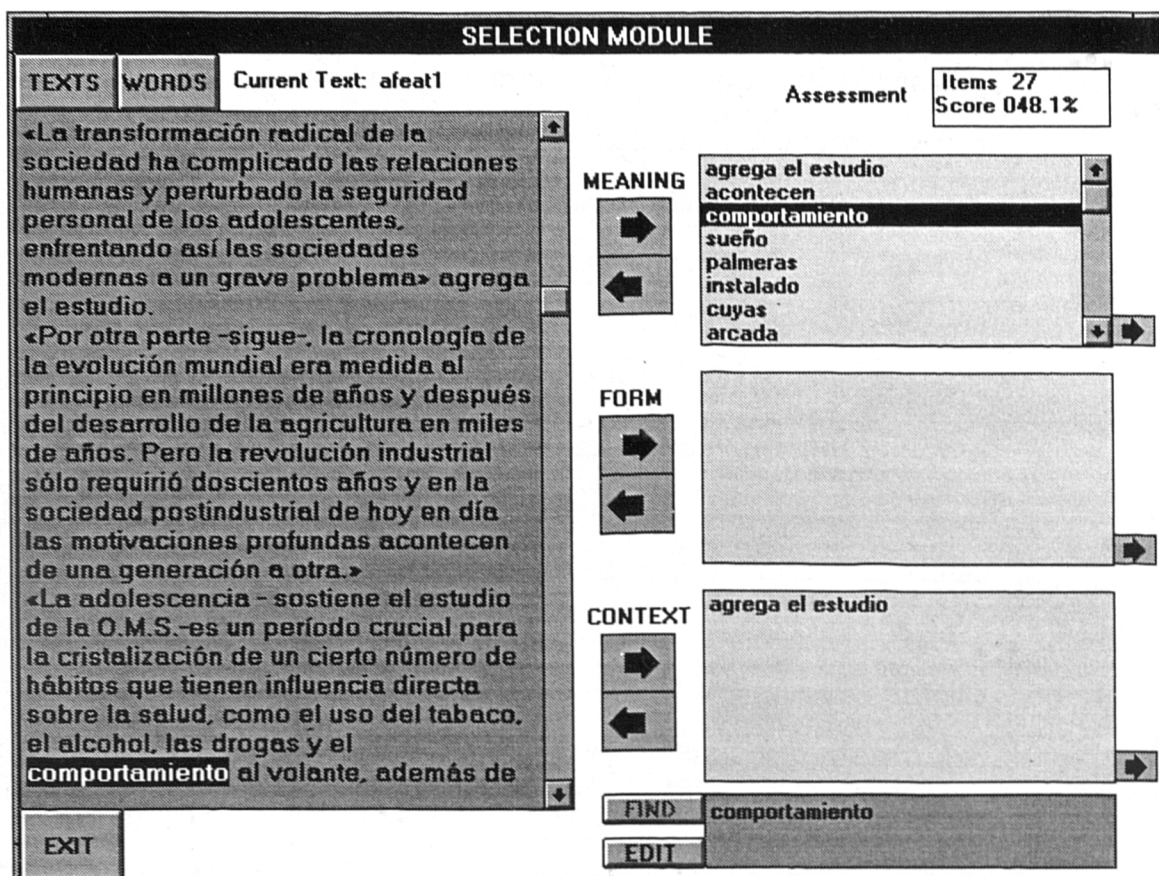 SELECTION MODULE
TEXTS
WORDS
Current Text: afeat1
Assessment
Items 27
Score 048.1%
«La transformación radical de la
sociedad ha complicado las relaciones
humanas y perturbado la seguridad
personal de los adolescentes,
enfrentando así las sociedades
modernas a un grave problema» agrega
el estudio.
«Por otra parte -sigue-, la cronología de
la evolución mundial era medida al
principio en millones de años y después
del desarrollo de la agricultura en miles
de años. Pero la revolución industrial
sólo requirió doscientos años y en la
sociedad postindustrial de hoy en día
las motivaciones profundas acontecen
de una generación a otra.»
«La adolescencia - sostiene el estudio
de la O.M.S.-es un período crucial para
la cristalización de un cierto número de
hábitos que tienen influencia directa
sobre la salud, como el uso del tabaco,
el alcohol, las drogas y el
comportamiento al volante, además de
EXIT
MEANING
agrega el estudio
acontecen
comportamiento
sueño
palmeras
instalado
cuyas
arcada
FORM
CONTEXT
agrega el estudio
FIND
comportamiento
EDIT